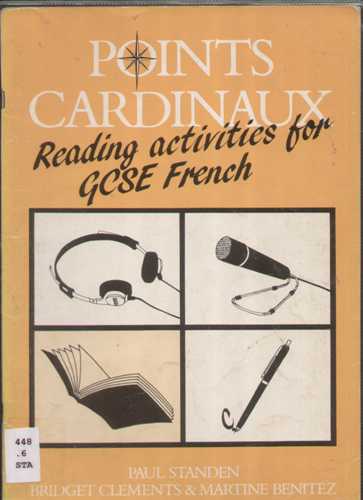 POINTS
CARDINAUX
Reading activities for
GCSE French
448
.6
STA
PAUL STANDEN
BRIDGET CLEMENTS & MARTINE BENITEZ